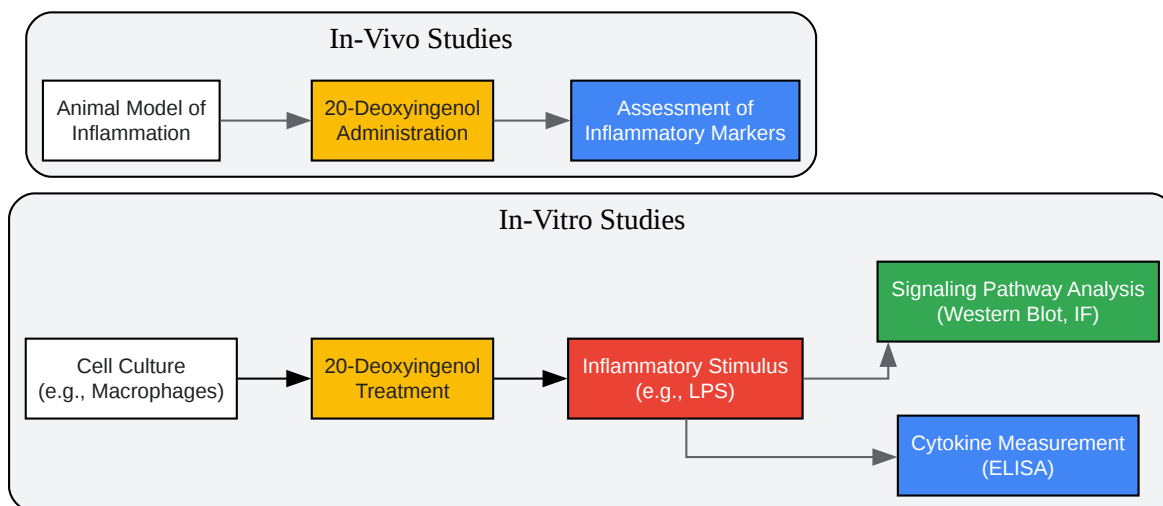 In-Vivo Studies
Animal Model of
Inflammation
20-Deoxyingenol
Administration
Assessment of
Inflammatory Markers
In-Vitro Studies
Cell Culture
(e.g., Macrophages)
20-Deoxyingenol
Treatment
Inflammatory Stimulus
(e.g., LPS)
Signaling Pathway Analysis
(Western Blot, IF)
Cytokine Measurement
(ELISA)